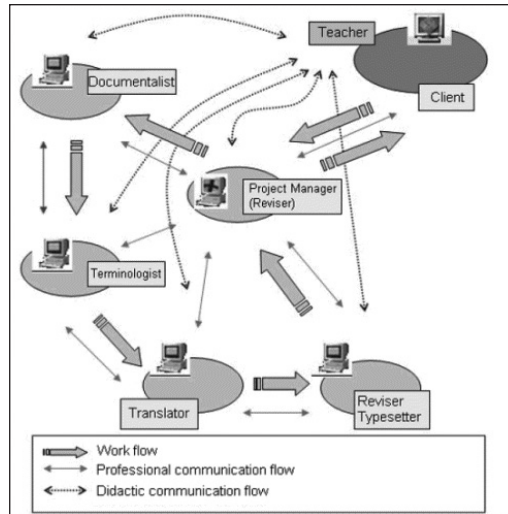 Teacher
Documentalist
Client
Project Manager
(Reviser)
Terminologist
Translator
Reviser
Typesetter
Work flow
Professional communication flow
Didactic communication flow